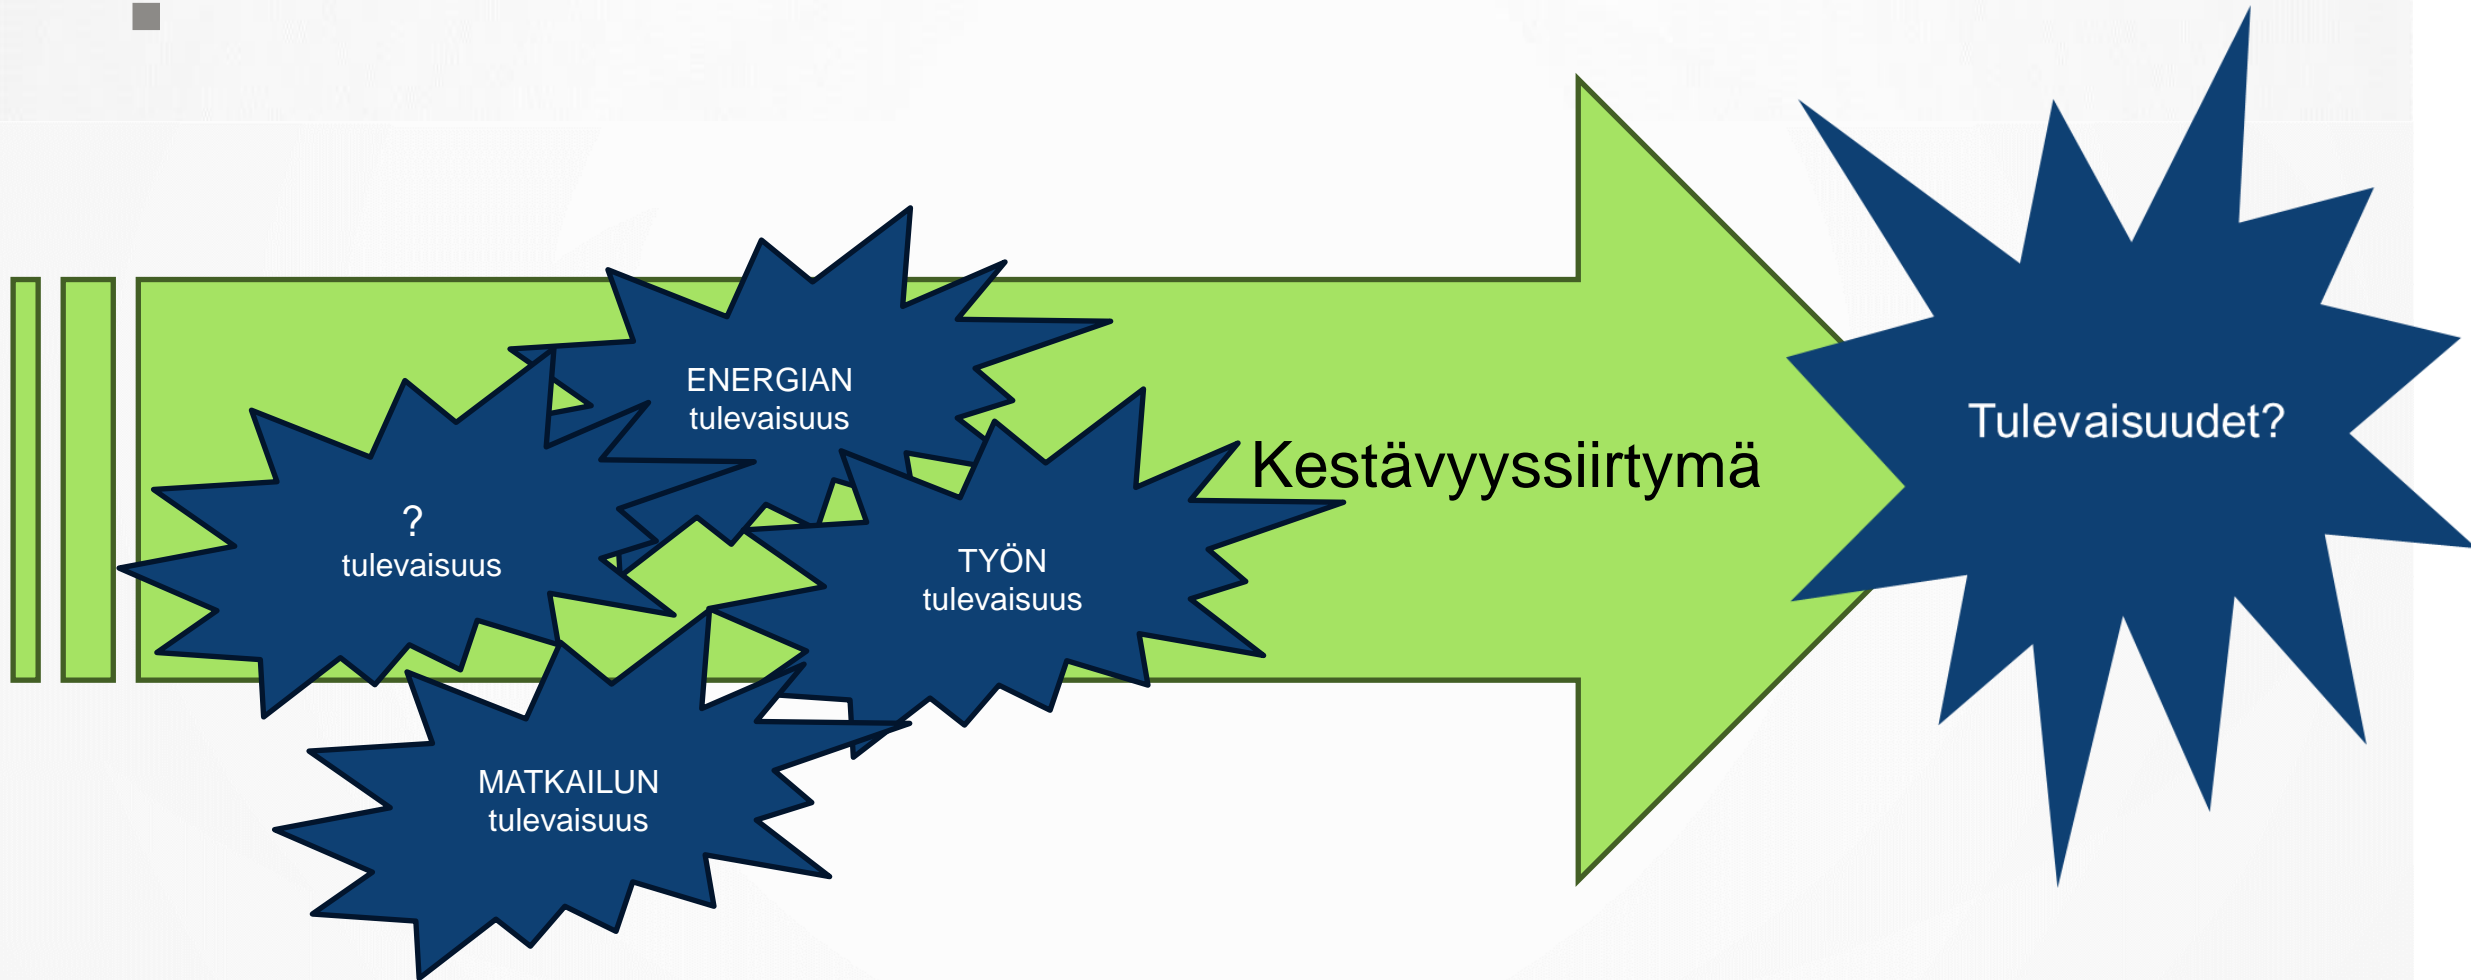 ENERGIAN
tulevaisuus
?
tulevaisuus
TYÖN
tulevaisuus
MATKAILUN
tulevaisuus
Kestävyyssiirtymä
Tulevaisuudet?